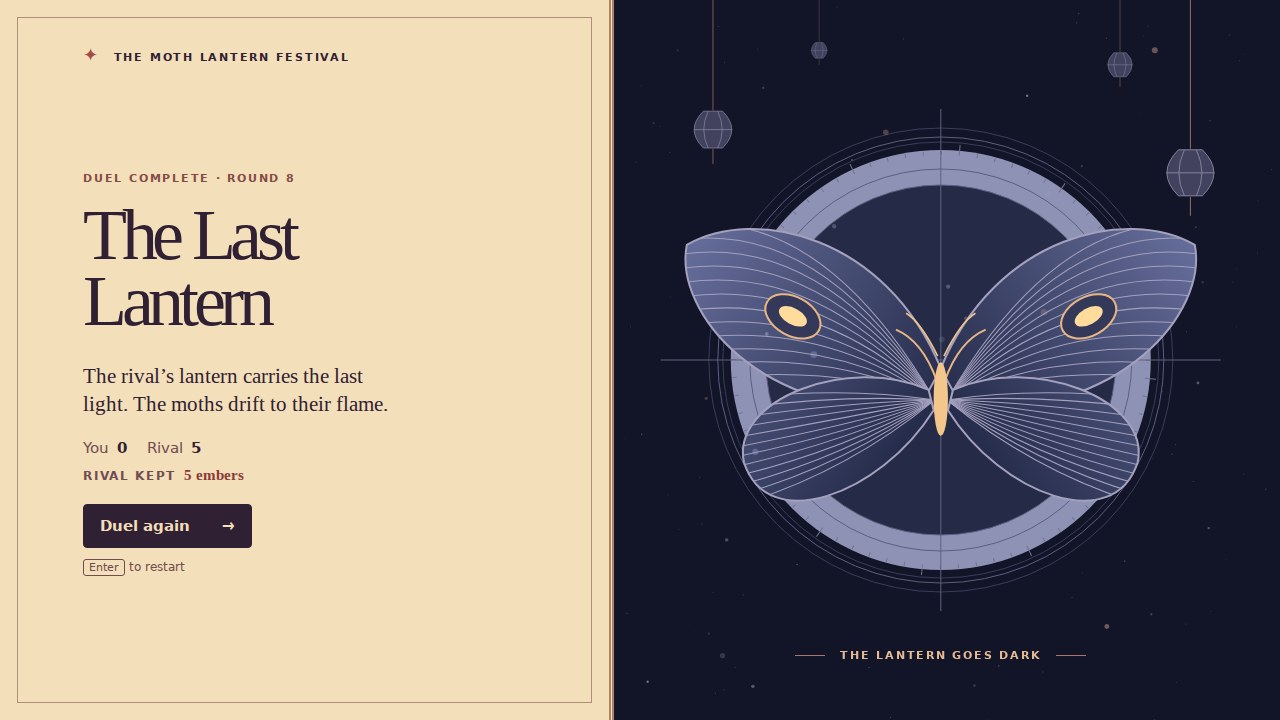 THE MOTH LANTERN FESTIVAL
DUEL COMPLETE · ROUND 8
The Last
Lantern
The rival’s lantern carries the last
light. The moths drift to their flame.
You 0 Rival 5
RIVAL KEPT 5 embers
Duel again →
Enter to restart
THE LANTERN GOES DARK